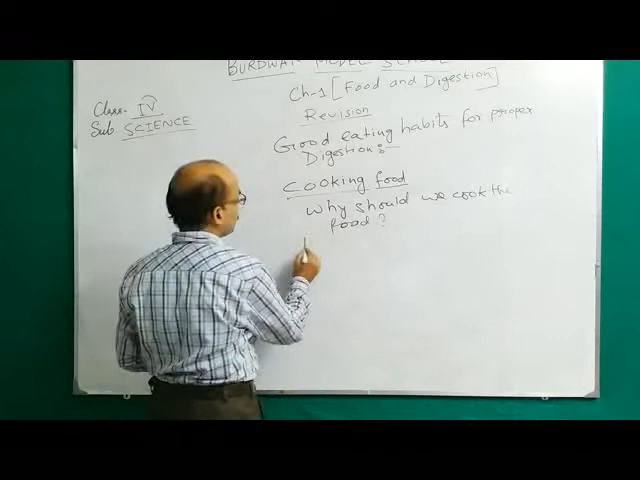 BURDWAN MODEL SCHOOL
Ch-1 [Food and Digestion]
Class- IV
Sub. SCIENCE
Revision
Good eating habits for proper
Digestion:
Cooking food
Why should we cook the
food?